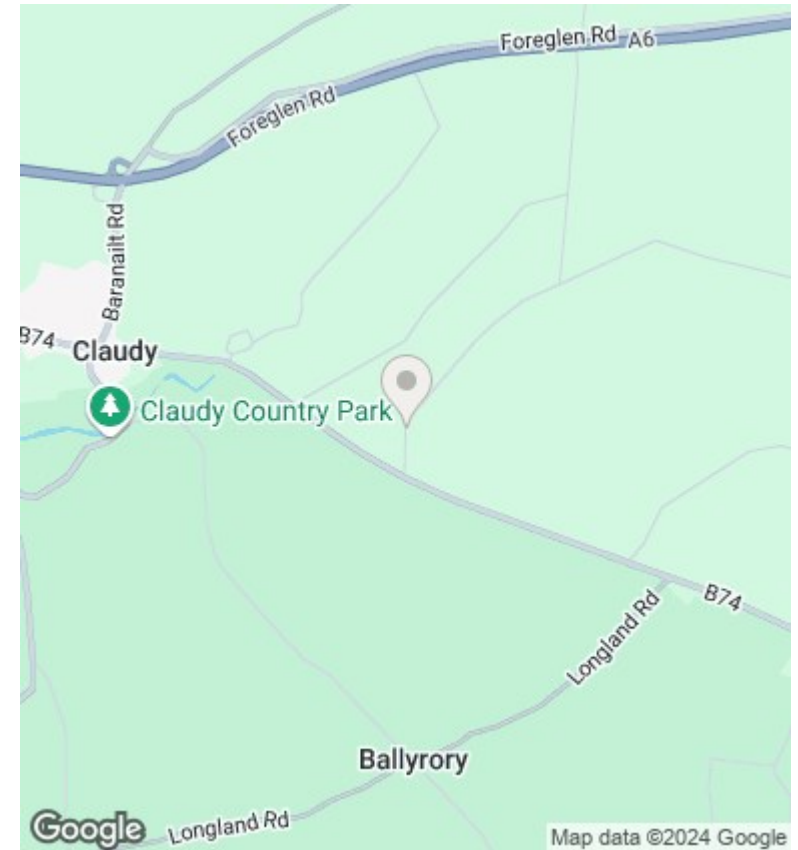 Foreglen Rd A6
Foreglen Rd
Baranailt Rd
B74
Claudy
Claudy Country Park
B74
Longland Rd
Ballyrory
Longland Rd
Google
Map data ©2024 Google